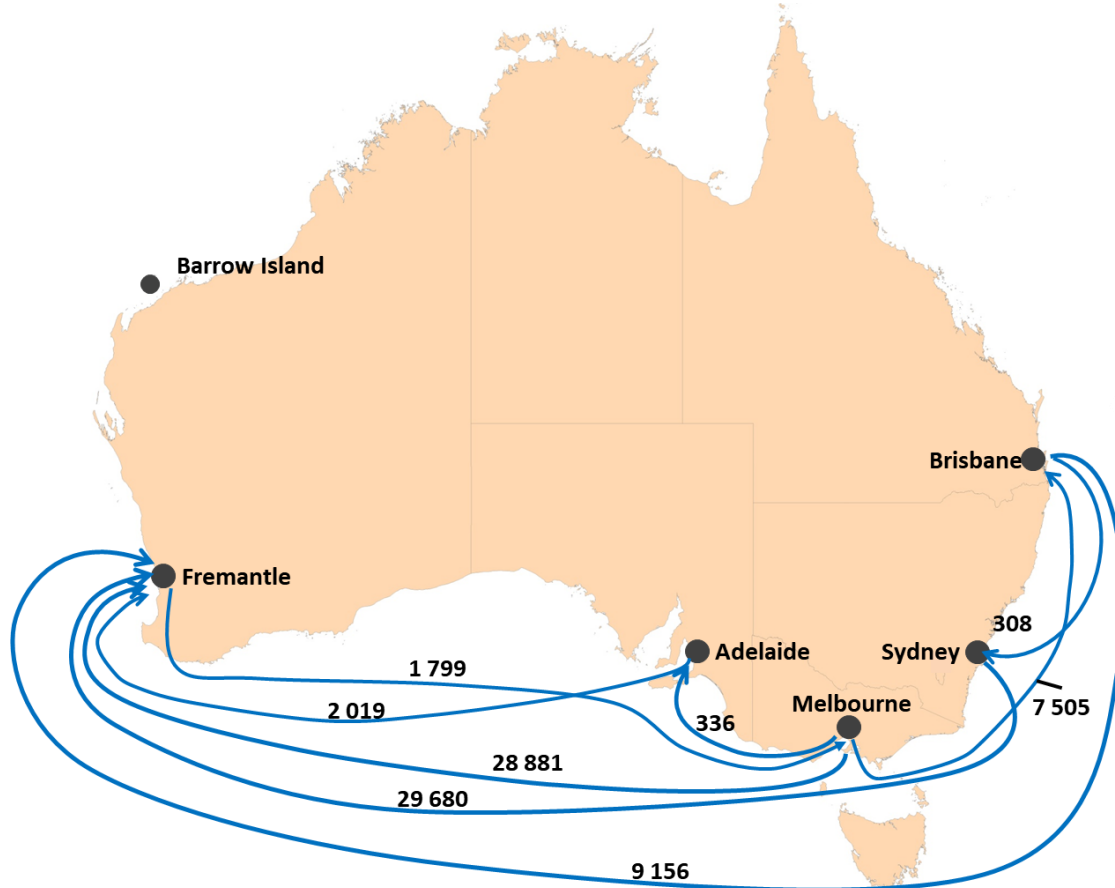 Barrow Island
Brisbane
Fremantle
308
1 799
Adelaide
Sydney
2 019
Melbourne
7 505
336
28 881
29 680
9 156